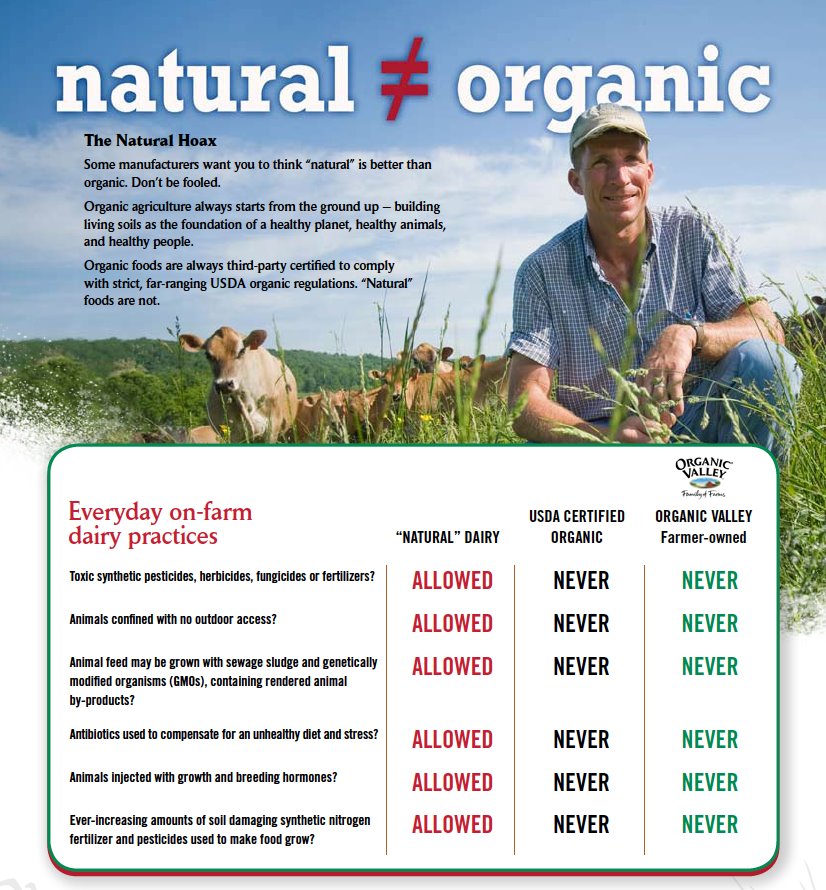 natural ≠ organic
The Natural Hoax
Some manufacturers want you to think “natural” is better than
organic. Don’t be fooled.
Organic agriculture always starts from the ground up – building
living soils as the foundation of a healthy planet, healthy animals,
and healthy people.
Organic foods are always third-party certified to comply
with strict, far-ranging USDA organic regulations. “Natural”
foods are not.
ORGANIC
VALLEY
Family of Farms
Everyday on-farm
dairy practices
“NATURAL” DAIRY
USDA CERTIFIED
ORGANIC
ORGANIC VALLEY
Farmer-owned
Toxic synthetic pesticides, herbicides, fungicides or fertilizers? ALLOWED NEVER NEVER
Animals confined with no outdoor access? ALLOWED NEVER NEVER
Animal feed may be grown with sewage sludge and genetically ALLOWED NEVER NEVER
modified organisms (GMOs), containing rendered animal
by-products?
Antibiotics used to compensate for an unhealthy diet and stress? ALLOWED NEVER NEVER
Animals injected with growth and breeding hormones? ALLOWED NEVER NEVER
Ever-increasing amounts of soil damaging synthetic nitrogen ALLOWED NEVER NEVER
fertilizer and pesticides used to make food grow?